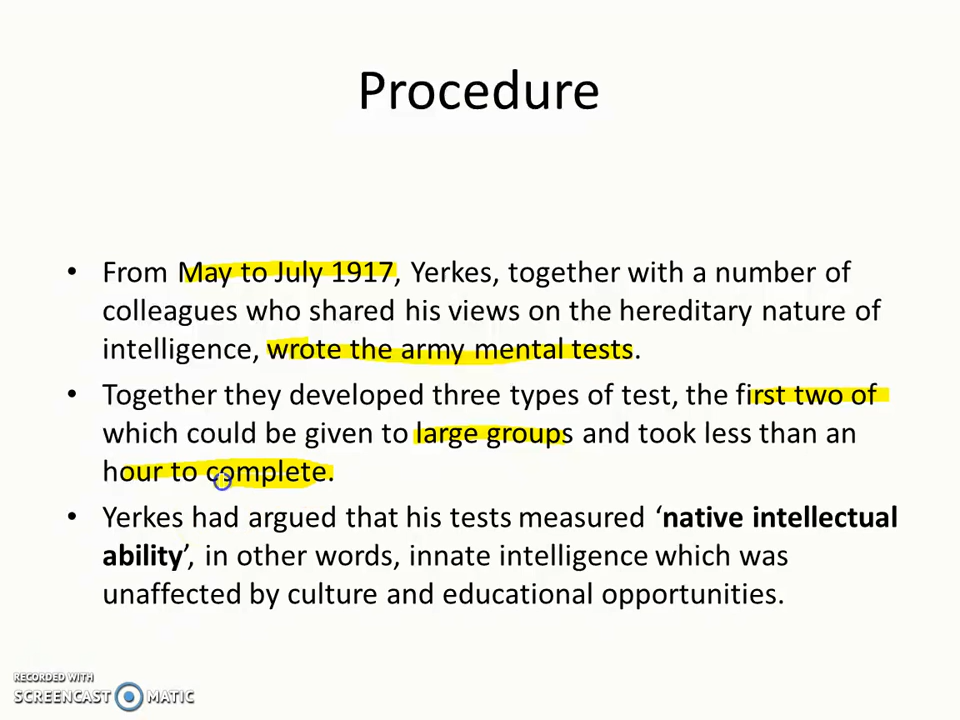 Procedure
• From May to July 1917, Yerkes, together with a number of
colleagues who shared his views on the hereditary nature of
intelligence, wrote the army mental tests.
• Together they developed three types of test, the first two of
which could be given to large groups and took less than an
hour to complete.
• Yerkes had argued that his tests measured ‘native intellectual
ability’, in other words, innate intelligence which was
unaffected by culture and educational opportunities.
RECORDED WITH
SCREENCAST MATIC